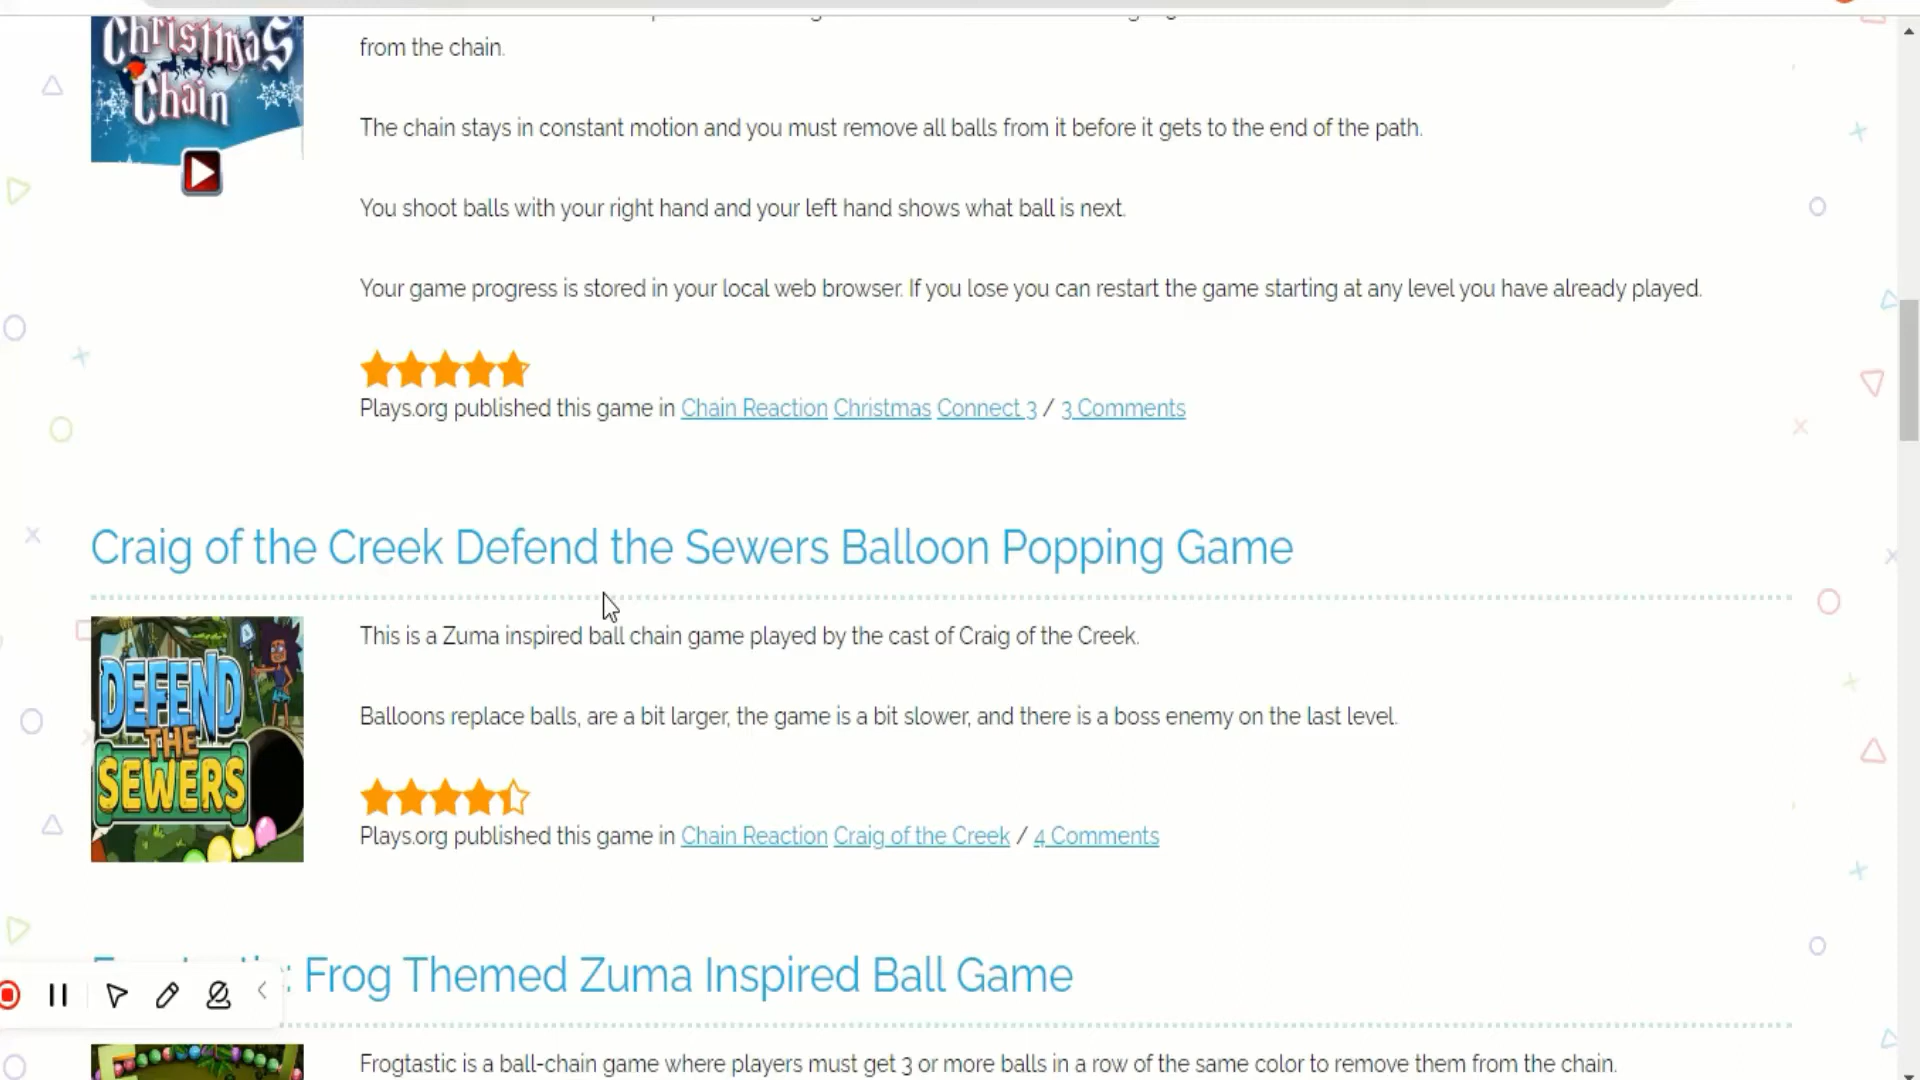 Christmas
Chain
from the chain.
The chain stays in constant motion and you must remove all balls from it before it gets to the end of the path.
You shoot balls with your right hand and your left hand shows what ball is next.
Your game progress is stored in your local web browser. If you lose you can restart the game starting at any level you have already played.
Plays.org published this game in Chain Reaction Christmas Connect 3 / 3 Comments
Craig of the Creek Defend the Sewers Balloon Popping Game
DEFEND
THE
SEWERS
This is a Zuma inspired ball chain game played by the cast of Craig of the Creek.
Balloons replace balls, are a bit larger, the game is a bit slower, and there is a boss enemy on the last level.
Plays.org published this game in Chain Reaction Craig of the Creek / 4 Comments
: Frog Themed Zuma Inspired Ball Game
Frogtastic is a ball-chain game where players must get 3 or more balls in a row of the same color to remove them from the chain.